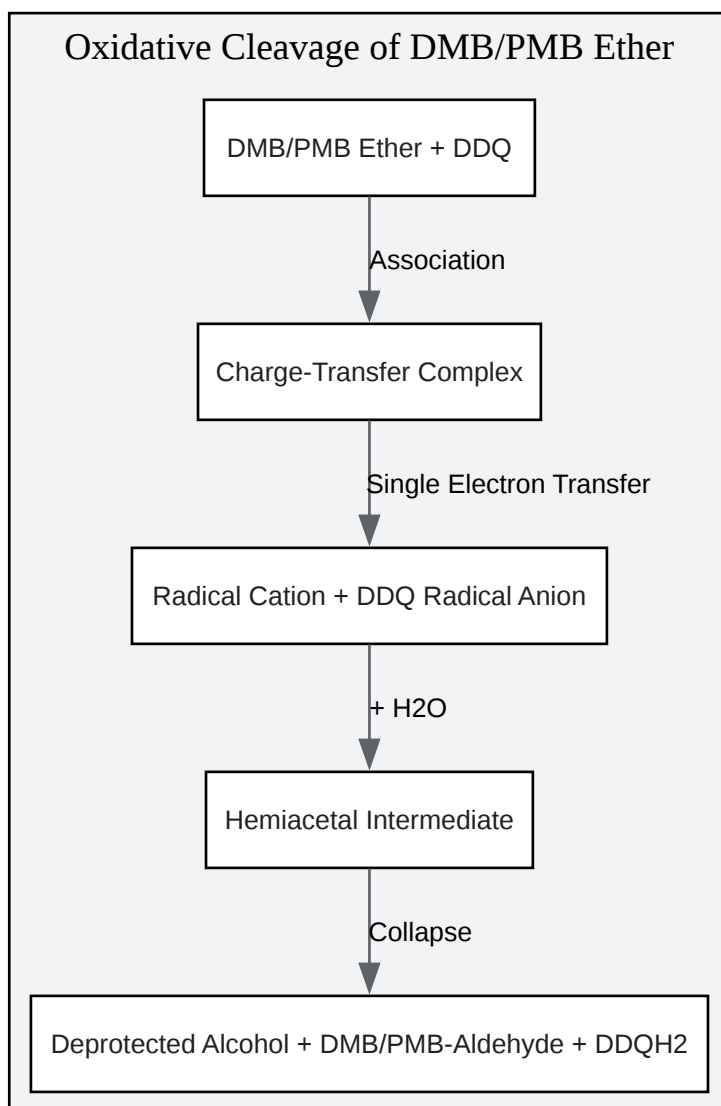 Oxidative Cleavage of DMB/PMB Ether
DMB/PMB Ether + DDQ
Association
Charge-Transfer Complex
Single Electron Transfer
Radical Cation + DDQ Radical Anion
+ H2O
Hemiacetal Intermediate
Collapse
Deprotected Alcohol + DMB/PMB-Aldehyde + DDQH2